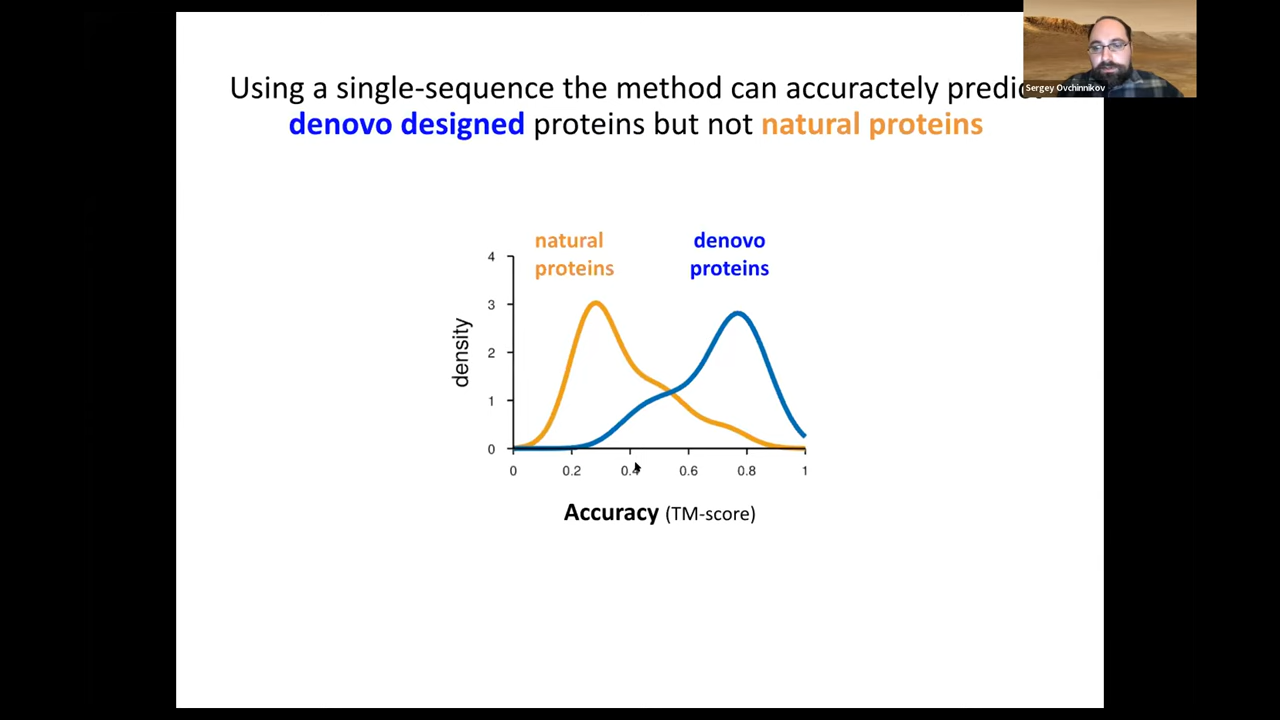 Using a single-sequence the method can accuractely
denovo designed proteins but not natural proteins
Sergey Ovchinnikov
natural
proteins
denovo
proteins
4
3
2
1
0
density
0 0.2 0.4 0.6 0.8 1
Accuracy (TM-score)